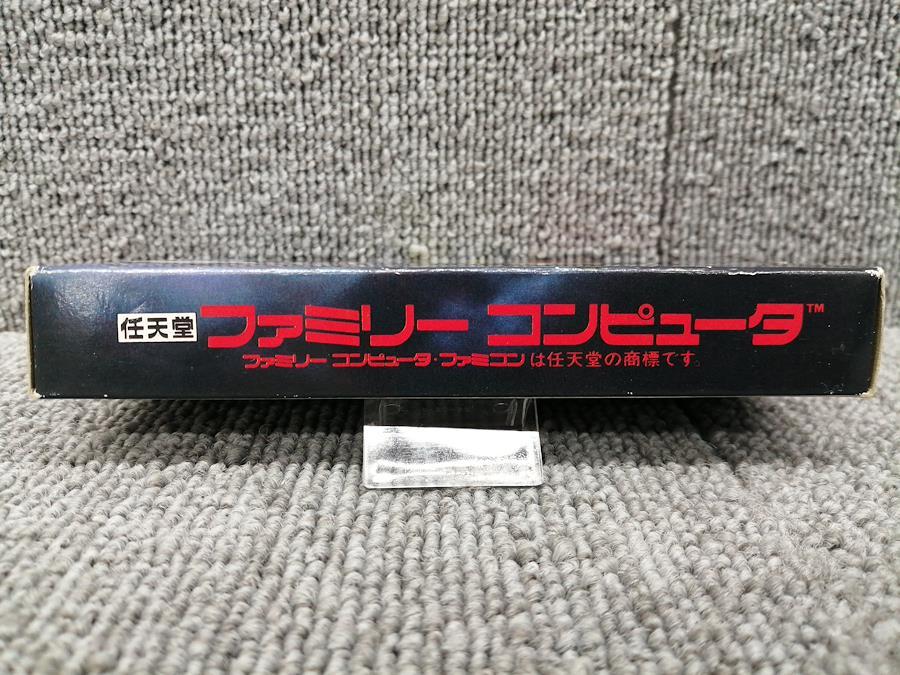 任天堂 ファミリー コンピュータ™
ファミリー コンピュータ・ファミコンは任天堂の商標です。